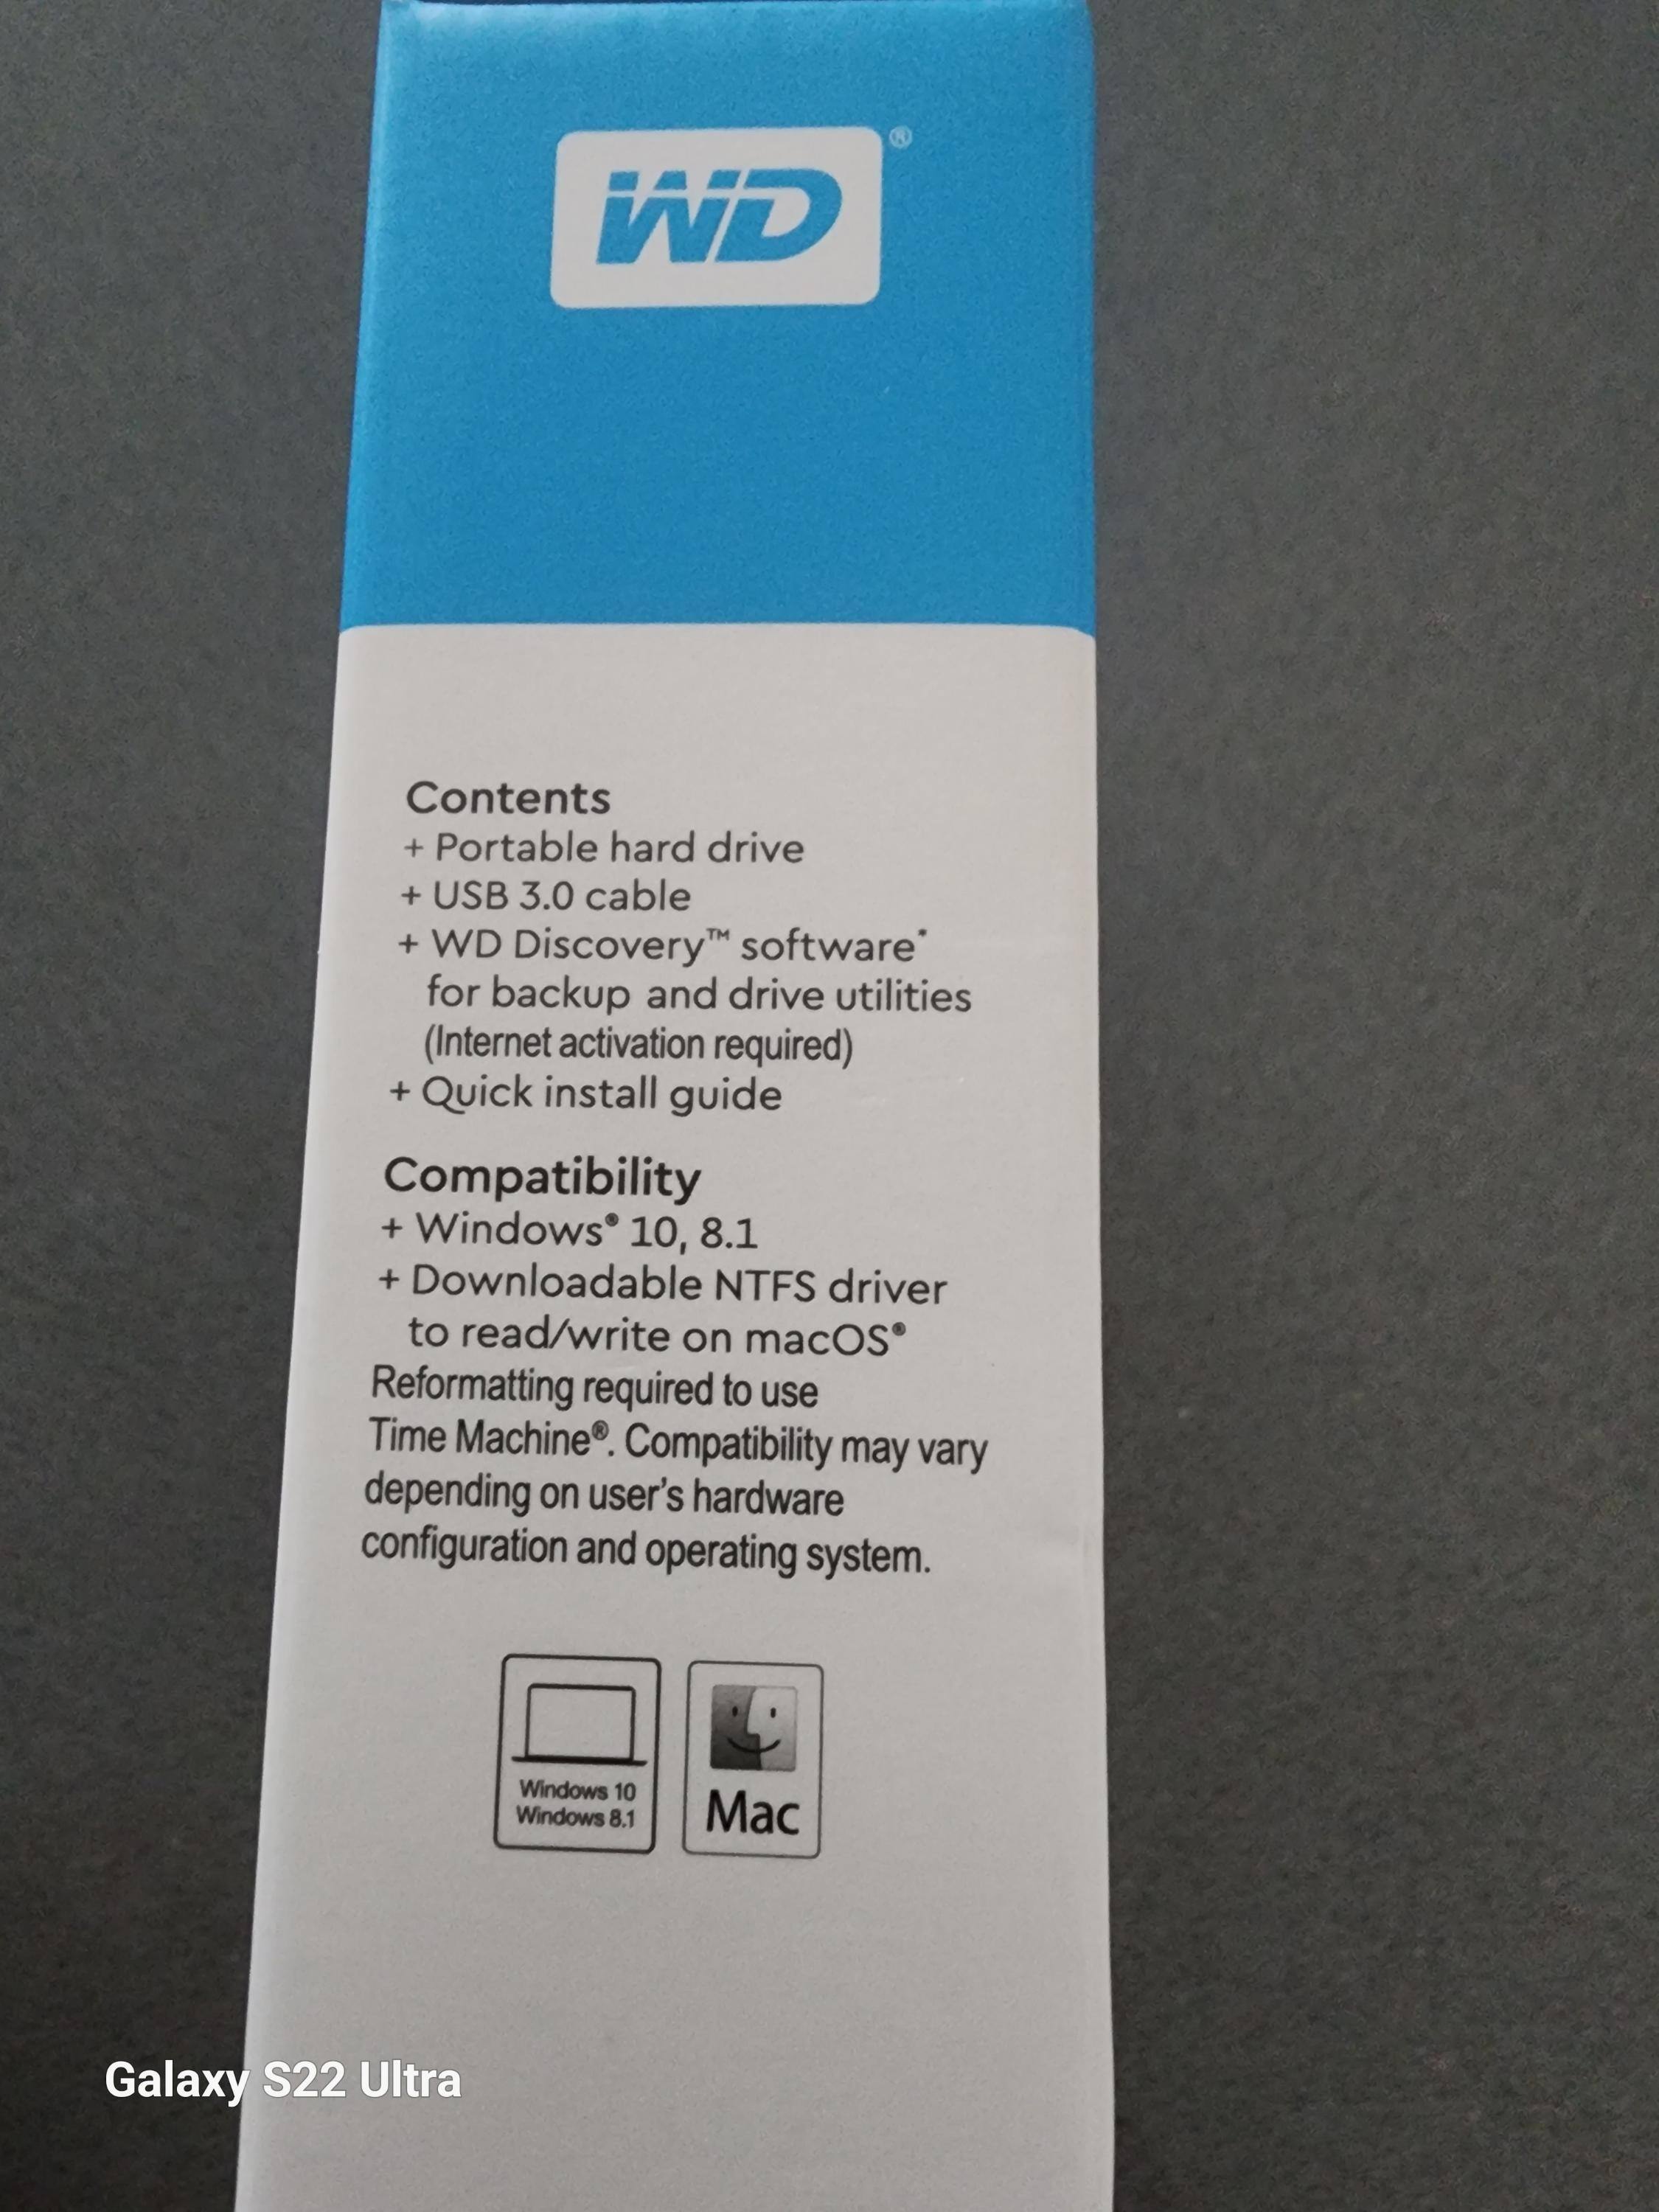 WD®
Contents
+ Portable hard drive
+ USB 3.0 cable
+ WD Discovery™ software*
for backup and drive utilities
(Internet activation required)
+ Quick install guide
Compatibility
+ Windows® 10, 8.1
+ Downloadable NTFS driver
to read/write on macOS®
Reformatting required to use
Time Machine®. Compatibility may vary
depending on user's hardware
configuration and operating system.
Windows 10
Windows 8.1
Mac
Galaxy S22 Ultra